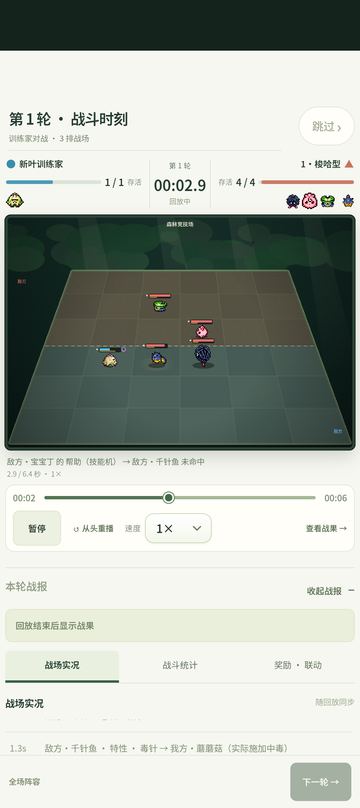 第 1 轮 · 战斗时刻
训练家对战 · 3 排战场
跳过 ›
新叶训练家
1 / 1 存活
第 1 轮
00:02.9
回放中
1 · 梭哈型
存活 4 / 4
森林竞技场
敌方
我方
敌方 · 宝宝丁 的 帮助（技能机） → 敌方 · 千针鱼 未命中
2.9 / 6.4 秒 · 1×
00:02
00:06
暂停
↺ 从头重播
速度
1×
查看战果 →
本轮战报
收起战报 −
回放结束后显示战果
战场实况
战斗统计
奖励 · 联动
战场实况
随回放同步
1.3s 敌方 · 千针鱼 · 特性 · 毒针 → 我方 · 蘑蘑菇（实际施加中毒）
全场阵容
下一轮 →